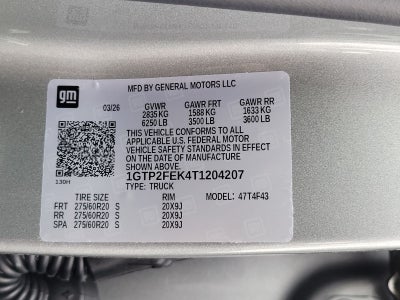 gm
MFD BY GENERAL MOTORS LLC
03/26 GVWR GAWR FRT GAWR RR
2835 KG 1588 KG 1633 KG
6250 LB 3500 LB 3600 LB
THIS VEHICLE CONFORMS TO ALL
APPLICABLE U.S. FEDERAL MOTOR
VEHICLE SAFETY STANDARDS IN EFFECT
ON THE DATE OF MANUFACTURE
SHOWN ABOVE.
1GTP2FEK4T1204207
130H
TYPE: TRUCK
TIRE SIZE RIM MODEL: 47T4F43
FRT 275/60R20 S 20X9J
RR 275/60R20 S 20X9J
SPA 275/60R20 S 20X9J